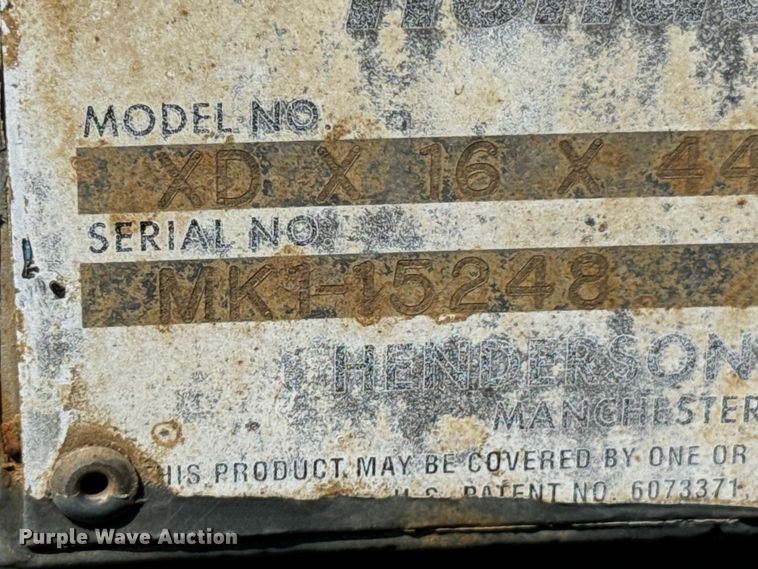 MODEL NO.
XD X 16 X 44
SERIAL NO
MK1-15248
HENDERSON
MANCHESTER
THIS PRODUCT MAY BE COVERED BY ONE OR
U.S. PATENT NO. 6073371,
Purple Wave Auction